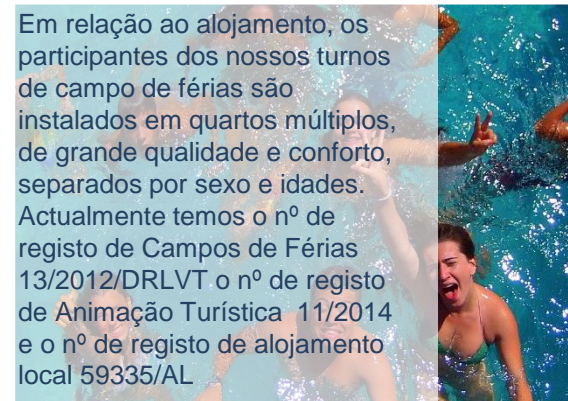 Em relação ao alojamento, os
participantes dos nossos turnos
de campo de férias são
instalados em quartos múltiplos,
de grande qualidade e conforto,
separados por sexo e idades.
Actualmente temos o nº de
registo de Campos de Férias
13/2012/DRLVT o nº de registo
de Animação Turística 11/2014
e o nº de registo de alojamento
local 59335/AL